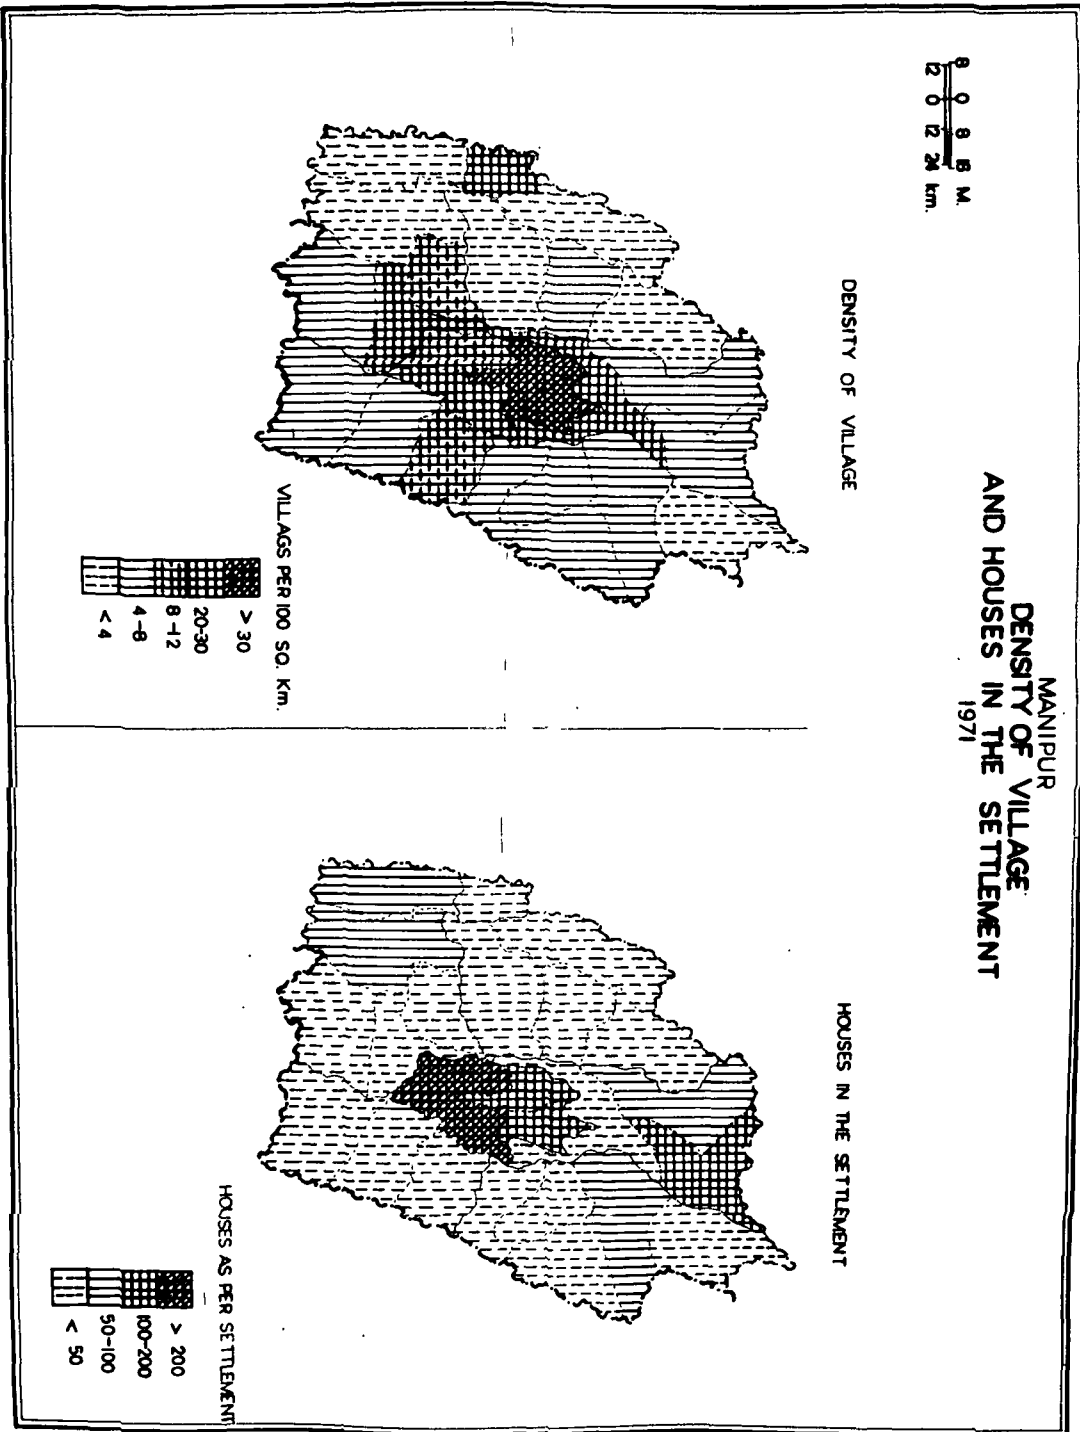 MANIPUR
DENSITY OF VILLAGE
AND HOUSES IN THE SETTLEMENT
1971
8 0 8 16 M.
12 0 12 24 km.
DENSITY OF VILLAGE
VILLAGS PER 100 SQ. Km.
> 30
20-30
8-12
4-8
< 4
HOUSES IN THE SETTLEMENT
HOUSES AS PER SETTLEMENT
> 200
100-200
50-100
< 50